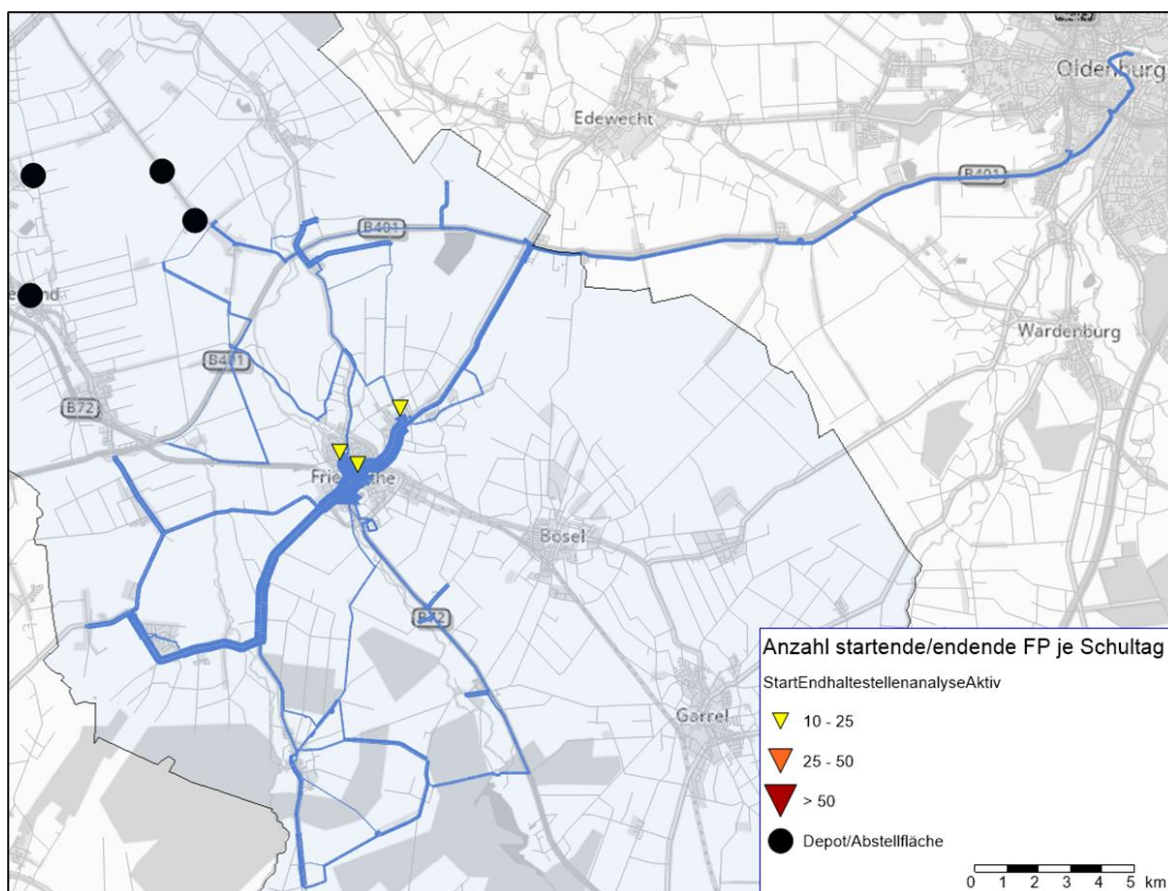 Oldenburg
Edewecht
B401
B401
Wardenburg
B401
B72
Bösel
B72
Garrel
Anzahl startende/endende FP je Schultag
StartEndhaltestellenanalyseAktiv
10 - 25
25 - 50
> 50
Depot/Abstellfläche
0 1 2 3 4 5 km